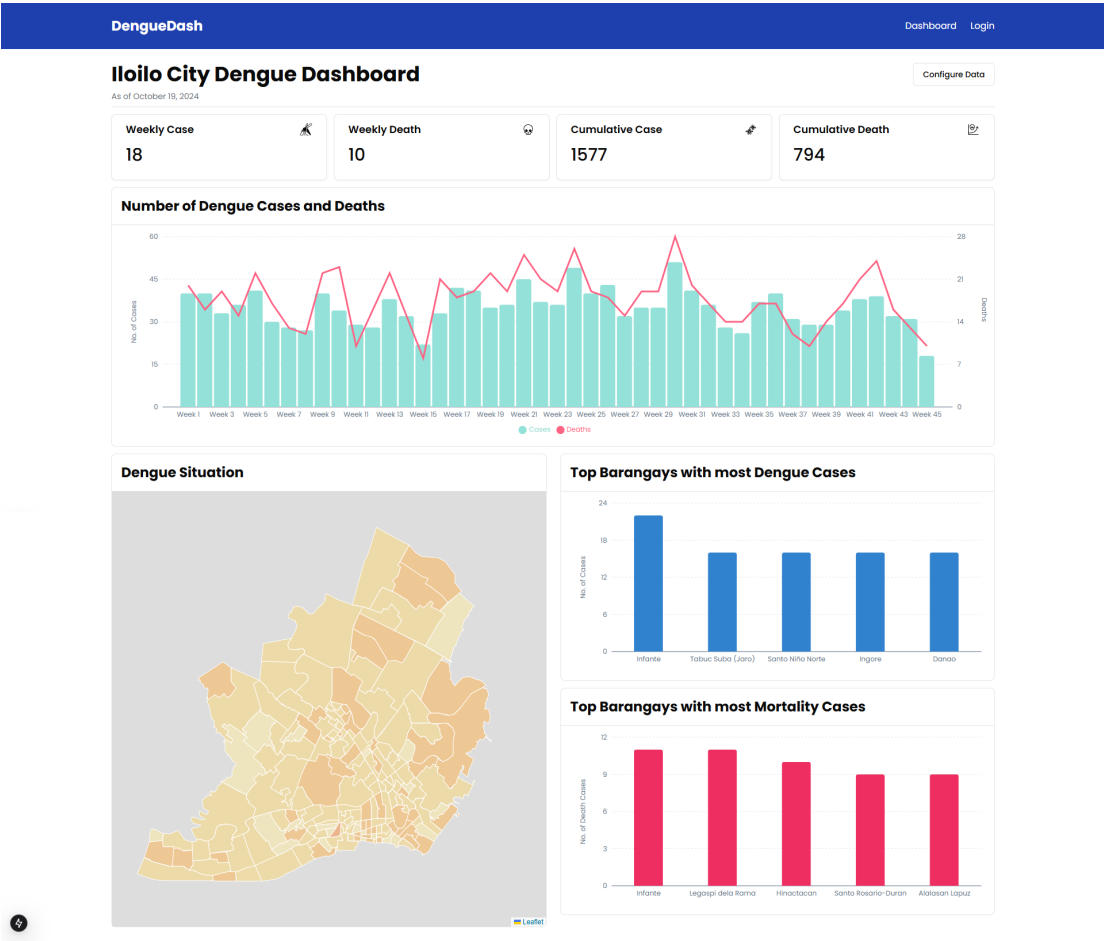 DengueDash
Dashboard Login
Iloilo City Dengue Dashboard
Configure Data
As of October 19, 2024
Weekly Case
18
Weekly Death
10
Cumulative Case
1577
Cumulative Death
794
Number of Dengue Cases and Deaths
60
45
30
15
0
No. of Cases
28
21
14
7
0
Deaths
Week 1 Week 3 Week 5 Week 7 Week 9 Week 11 Week 13 Week 15 Week 17 Week 19 Week 21 Week 23 Week 25 Week 27 Week 29 Week 31 Week 33 Week 35 Week 37 Week 39 Week 41 Week 43 Week 45
Cases Deaths
Dengue Situation
Leaflet
Top Barangays with most Dengue Cases
24
18
12
6
0
No. of Cases
Infante Tabuc Suba (Jaro) Santo Niño Norte Ingore Danao
Top Barangays with most Mortality Cases
12
9
6
3
0
No. of Death Cases
Infante Legaspi dela Rama Hinactacan Santo Rosario-Duran Alalasan Lapuz